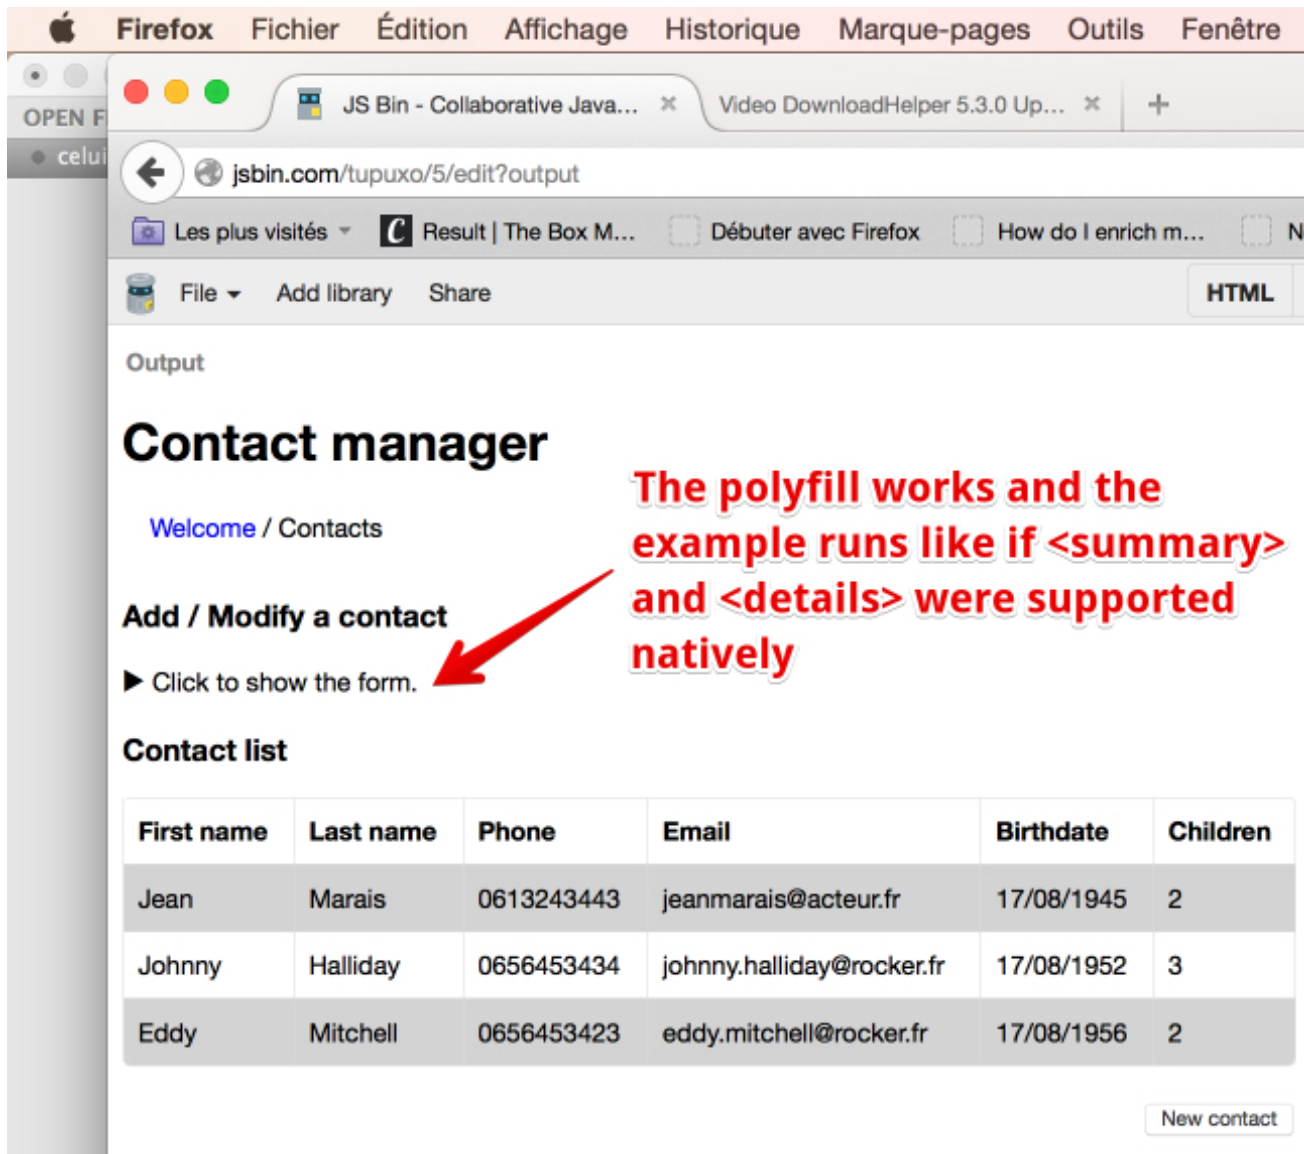 Firefox Fichier Édition Affichage Historique Marque-pages Outils Fenêtre
JS Bin - Collaborative Java... Video DownloadHelper 5.3.0 Up...
OPEN F
celui
jsbin.com/tupuxo/5/edit?output
Les plus visités Result | The Box M... Débuter avec Firefox How do I enrich m... N
File Add library Share HTML
Output
Contact manager
The polyfill works and the
example runs like if <summary>
and <details> were supported
natively
Welcome / Contacts
Add / Modify a contact
▶ Click to show the form.
Contact list
First name Last name Phone Email Birthdate Children
Jean Marais 0613243443 jeanmarais@acteur.fr 17/08/1945 2
Johnny Halliday 0656453434 johnny.halliday@rocker.fr 17/08/1952 3
Eddy Mitchell 0656453423 eddy.mitchell@rocker.fr 17/08/1956 2
New contact